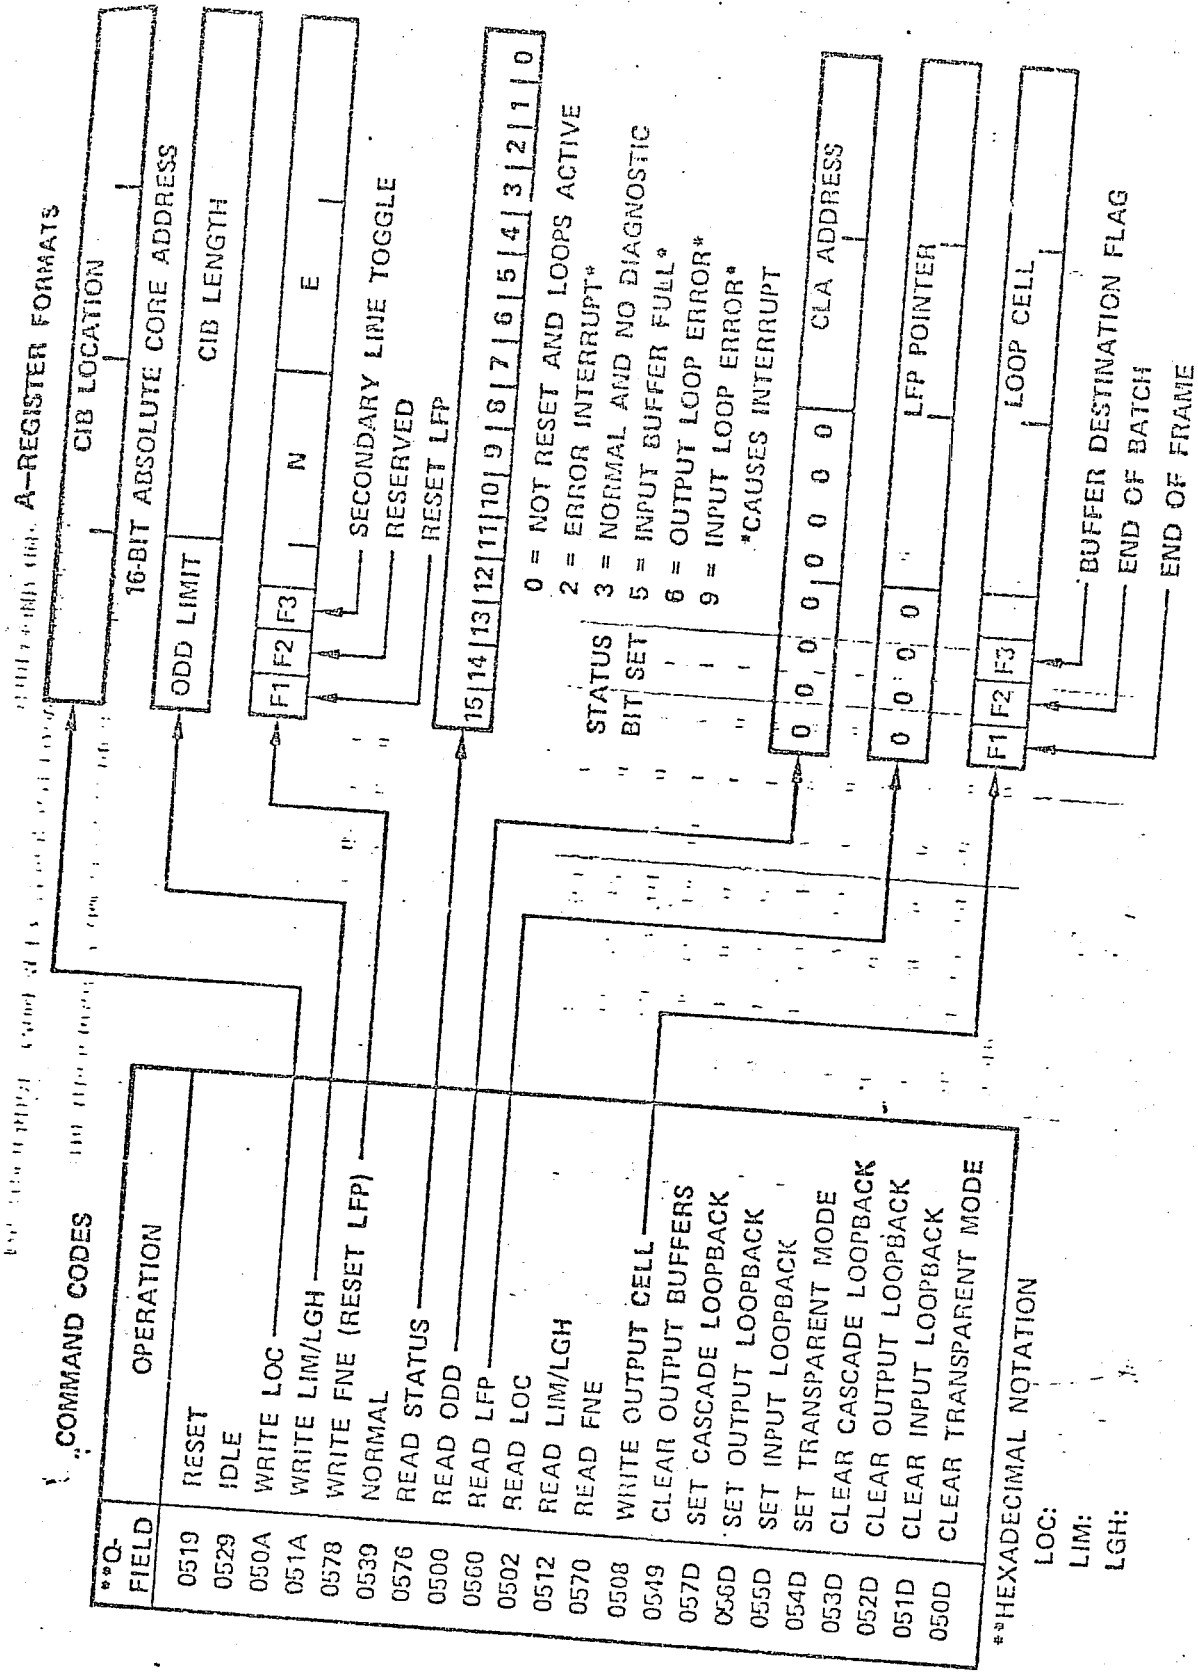 COMMAND CODES
**Q-FIELD OPERATION
0519 RESET
0529 IDLE
050A WRITE LOC
051A WRITE LIM/LGH
0578 WRITE FNE (RESET LFP)
0539 NORMAL
0576 READ STATUS
0500 READ ODD
0560 READ LFP
0502 READ LOC
0512 READ LIM/LGH
0570 READ FNE
0508 WRITE OUTPUT CELL
0549 CLEAR OUTPUT BUFFERS
057D SET CASCADE LOOPBACK
056D SET OUTPUT LOOPBACK
055D SET INPUT LOOPBACK
054D SET TRANSPARENT MODE
053D CLEAR CASCADE LOOPBACK
052D CLEAR OUTPUT LOOPBACK
051D CLEAR INPUT LOOPBACK
050D CLEAR TRANSPARENT MODE
**HEXADECIMAL NOTATION
LOC:
LIM:
LGH:
A-REGISTER FORMATS
CIB LOCATION
16-BIT ABSOLUTE CORE ADDRESS
ODD LIMIT CIB LENGTH
F1 F2 F3 N E
SECONDARY LINE TOGGLE
RESERVED
RESET LFP
15|14|13|12|11|10|9|8|7|6|5|4|3|2|1|0
STATUS
BIT SET
0 = NOT RESET AND LOOPS ACTIVE
2 = ERROR INTERRUPT*
3 = NORMAL AND NO DIAGNOSTIC
5 = INPUT BUFFER FULL*
6 = OUTPUT LOOP ERROR*
9 = INPUT LOOP ERROR*
*CAUSES INTERRUPT
0 0 0 0 0 0 0 0 CLA ADDRESS
0 0 0 0 LFP POINTER
F1 F2 F3 LOOP CELL
BUFFER DESTINATION FLAG
END OF BATCH
END OF FRAME